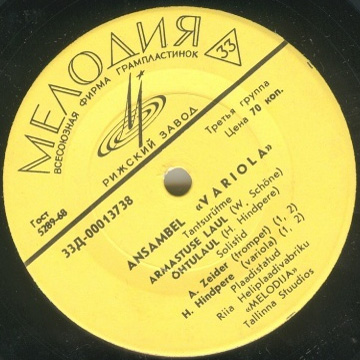 МЕЛОДИЯ
33
ВСЕСОЮЗНАЯ ФИРМА ГРАМПЛАСТИНОК
РИЖСКИЙ ЗАВОД
Третья группа
Цена 70 коп.
Гост
5289-68
33Д-00013738
ANSAMBEL «VARIOLA»
Tantsurütme
ARMASTUSE LAUL (W. Schöne)
ÖHTULAUL (H. Hindpere)
Solistid
A. Zeider (trompet) (1, 2)
H. Hindpere (variola) (1, 2)
Plaadistatud
Riia Heliplaadivabriku
«MELODIJA»
Tallinna Stuudios